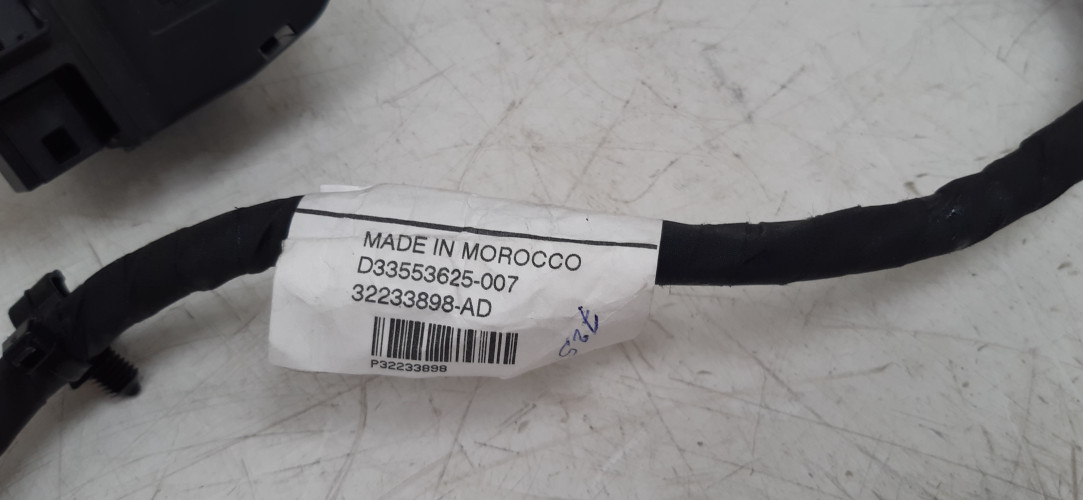 MADE IN MOROCCO
D33553625-007
32233898-AD
P32233898